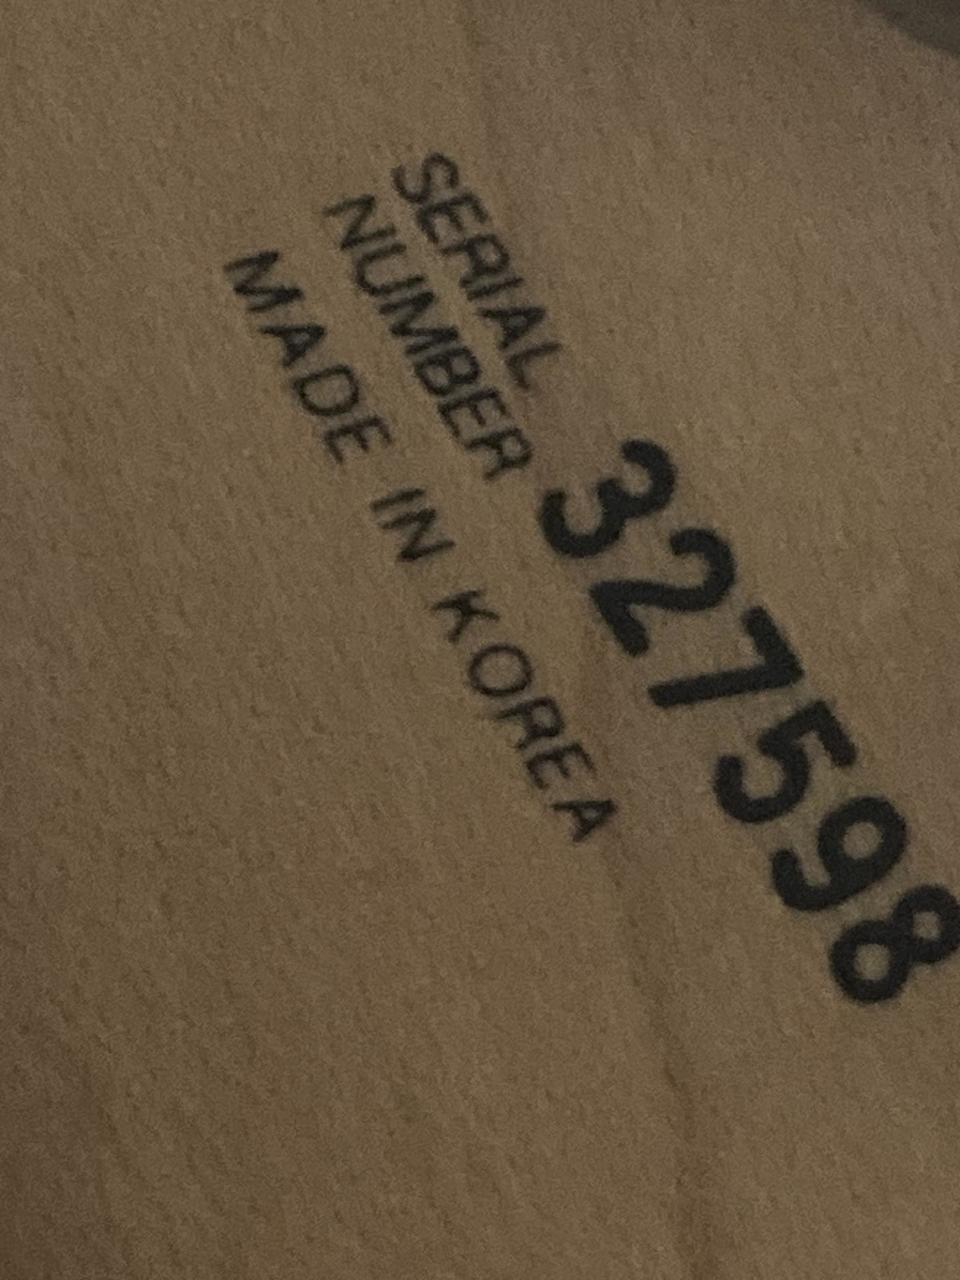 SERIAL
NUMBER 327598
MADE IN KOREA